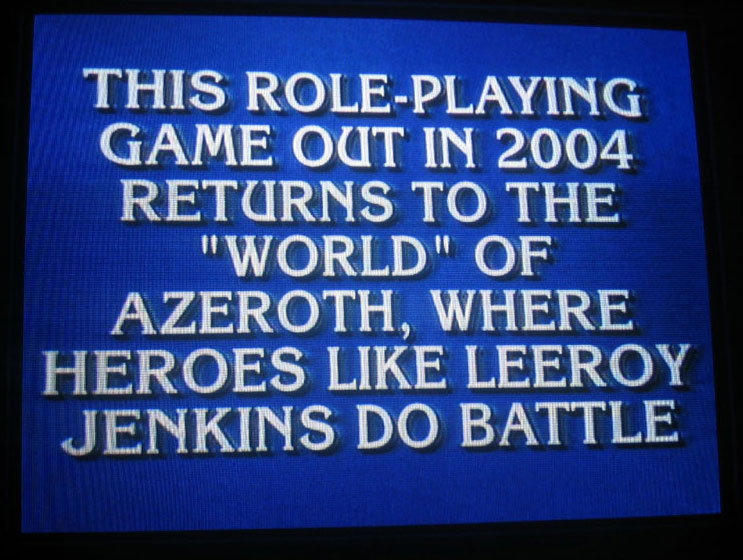 THIS ROLE-PLAYING
GAME OUT IN 2004
RETURNS TO THE
"WORLD" OF
AZEROTH, WHERE
HEROES LIKE LEEROY
JENKINS DO BATTLE